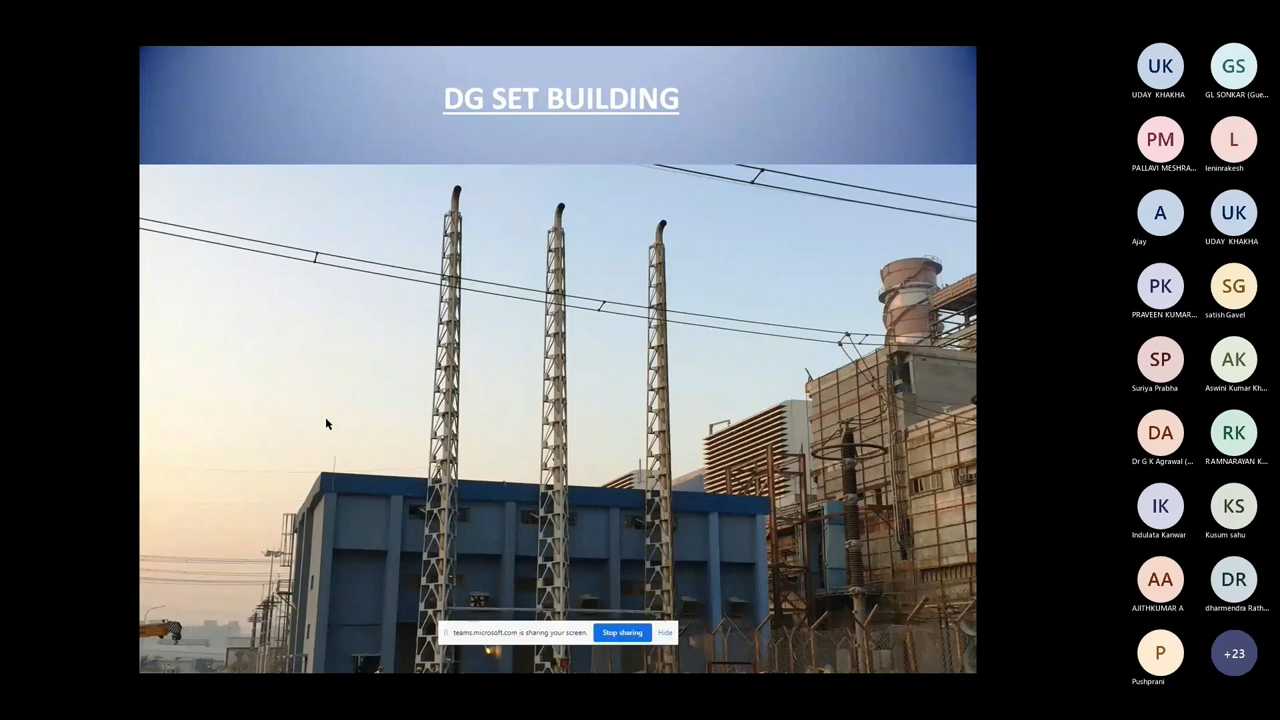 DG SET BUILDING
teams.microsoft.com is sharing your screen.
Stop sharing
Hide
UK
GS
UDAY KHAKHA
GL SONKAR (Gue...
PM
L
PALLAVI MESHRA...
leninrakesh
A
UK
Ajay
UDAY KHAKHA
PK
SG
PRAVEEN KUMAR...
satish Gavel
SP
AK
Suriya Prabha
Aswini Kumar Kh...
DA
RK
Dr G K Agrawal (...
RAMNARAYAN K...
IK
KS
Indulata Kanwar
Kusum sahu
AA
DR
AJITHKUMAR A
dharmendra Rath...
P
+23
Pushprani